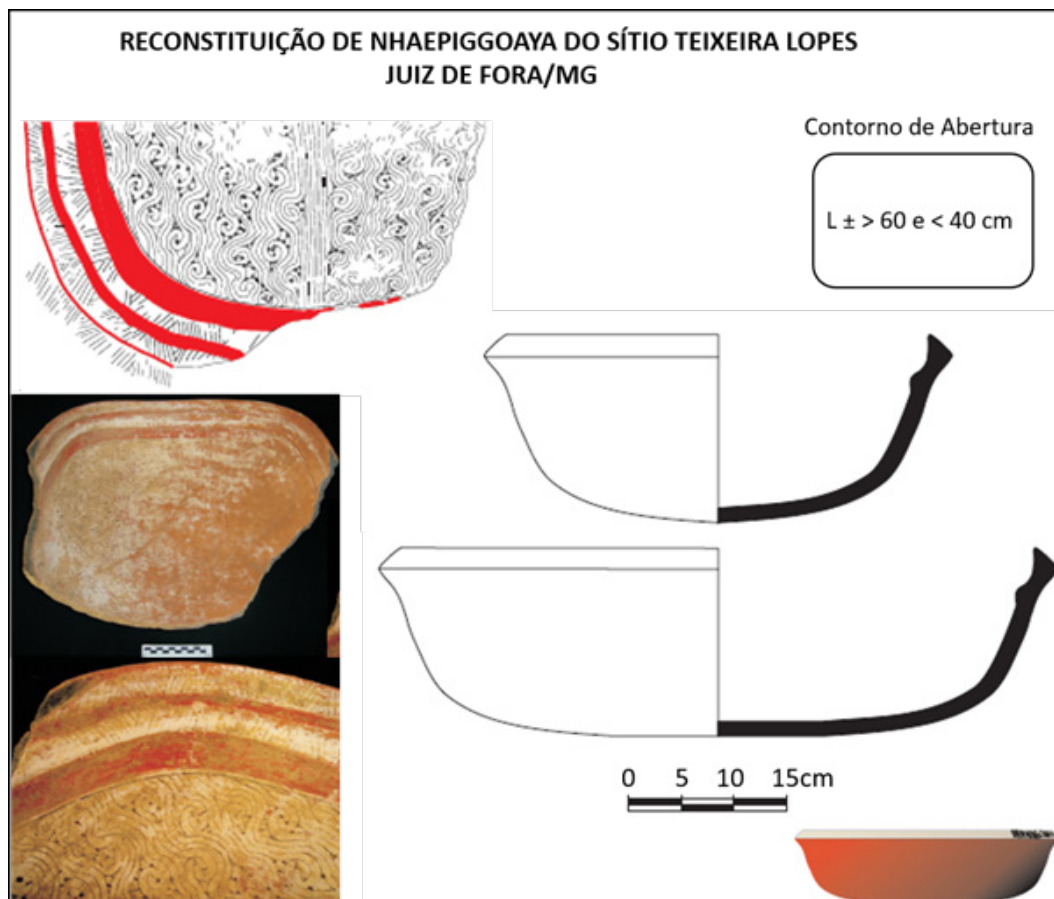 RECONSTITUIÇÃO DE NHAEPIGGOAYA DO SÍTIO TEIXEIRA LOPES
JUIZ DE FORA/MG
Contorno de Abertura
L ± > 60 e < 40 cm
0 5 10 15cm